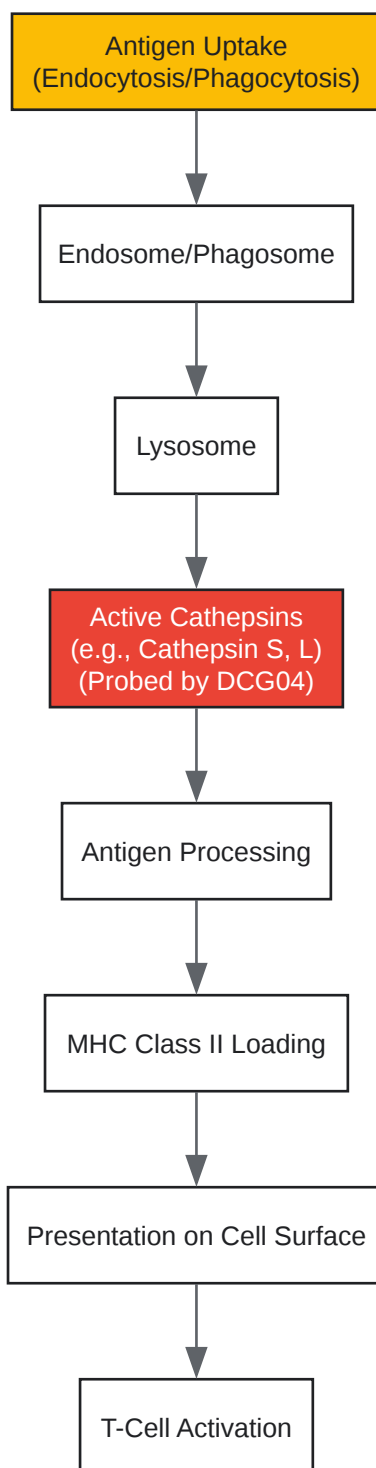 Antigen Uptake
(Endocytosis/Phagocytosis)
Endosome/Phagosome
Lysosome
Active Cathepsins
(e.g., Cathepsin S, L)
(Probed by DCG04)
Antigen Processing
MHC Class II Loading
Presentation on Cell Surface
T-Cell Activation